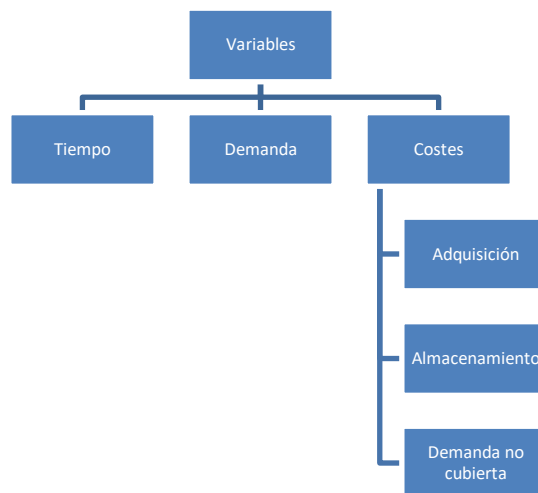 Variables
Tiempo
Demanda
Costes
Adquisición
Almacenamiento
Demanda no
cubierta